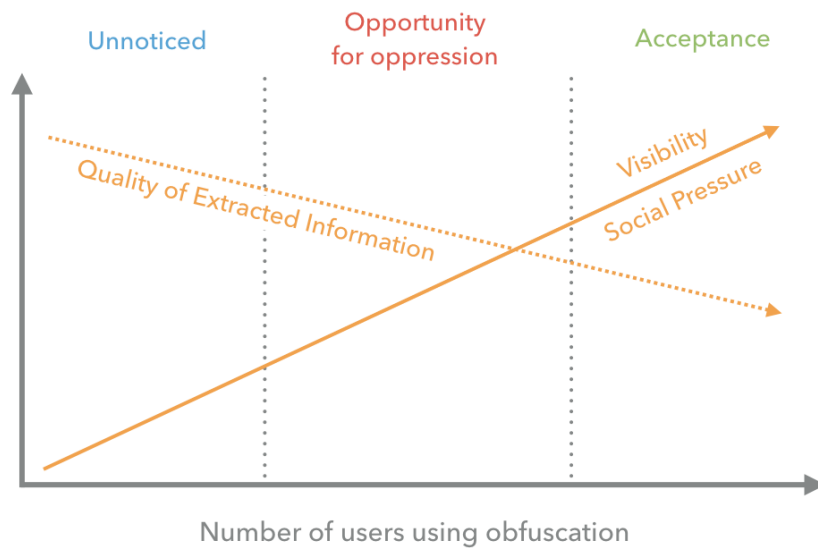 Unnoticed
Opportunity
for oppression
Acceptance
Quality of Extracted Information
Visibility
Social Pressure
Number of users using obfuscation